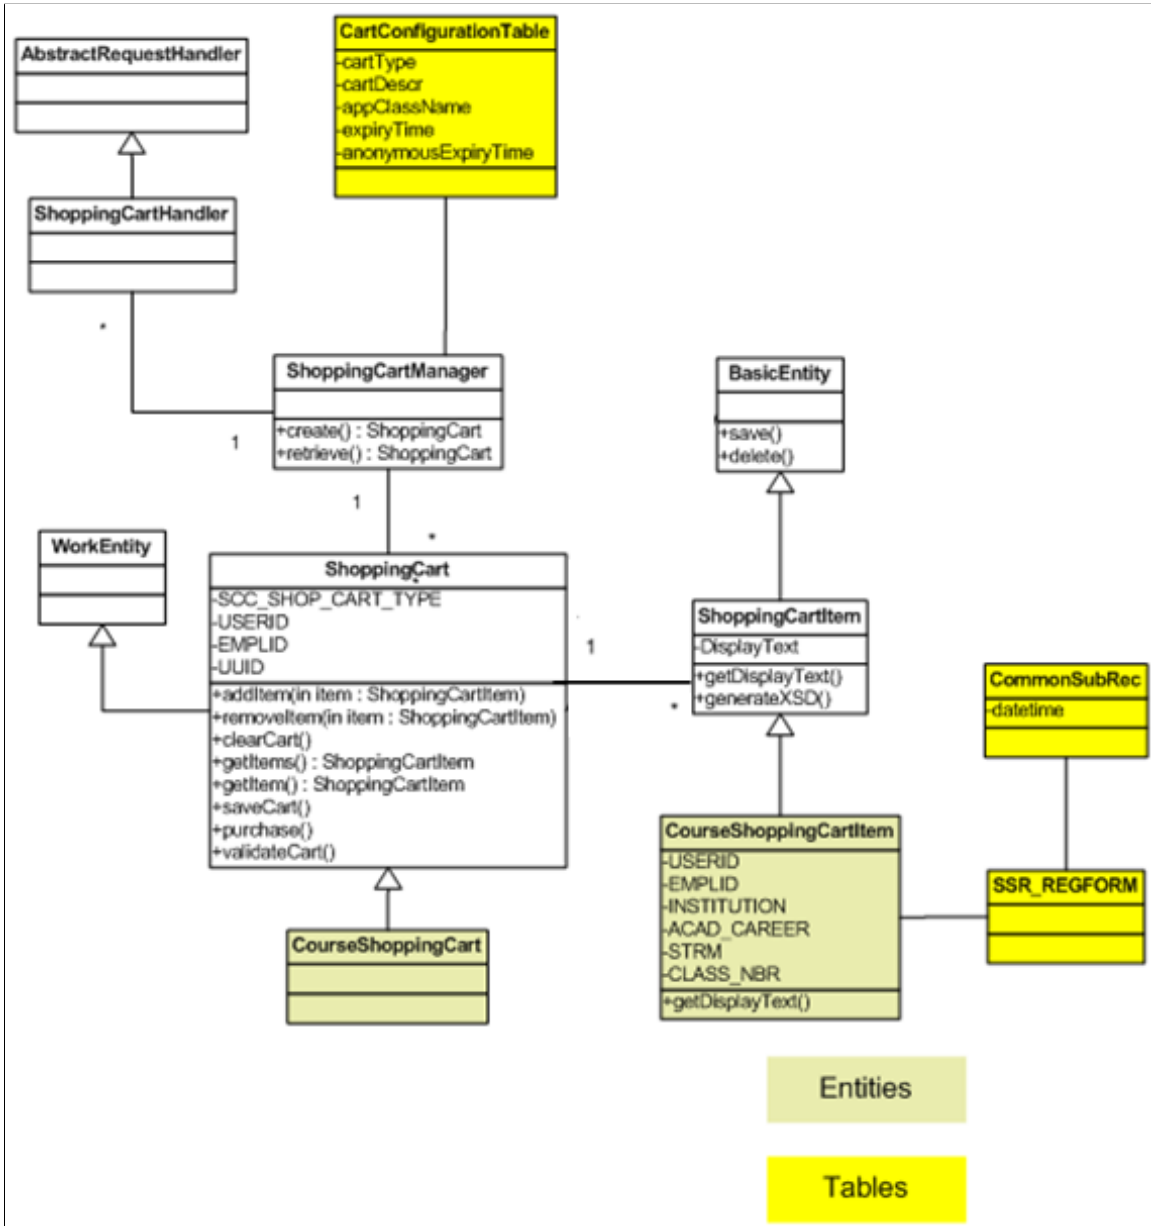 CartConfigurationTable
-cartType
-cartDescr
-appClassName
-expiryTime
-anonymousExpiryTime
AbstractRequestHandler
ShoppingCartHandler
*
1
ShoppingCartManager
+create() : ShoppingCart
+retrieve() : ShoppingCart
1
*
BasicEntity
+save()
+delete()
WorkEntity
ShoppingCart
*
-SCC_SHOP_CART_TYPE
-USERID
-EMPLID
-UUID
+addItem(in item : ShoppingCartItem)
+removeItem(in item : ShoppingCartItem)
+clearCart()
+getItems() : ShoppingCartItem
+getItem() : ShoppingCartItem
+saveCart()
+purchase()
+validateCart()
1
*
ShoppingCartItem
-DisplayText
+getDisplayText()
+generateXSD()
CommonSubRec
-datetime
CourseShoppingCartItem
-USERID
-EMPLID
-INSTITUTION
-ACAD_CAREER
-STRM
-CLASS_NBR
+getDisplayText()
SSR_REGFORM
CourseShoppingCart
Entities
Tables